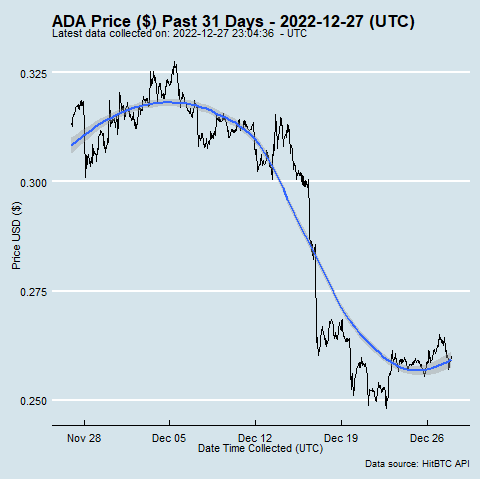 ADA Price ($) Past 31 Days - 2022-12-27 (UTC)
Latest data collected on: 2022-12-27 23:04:36  - UTC
0.325
0.300
0.275
0.250
Price USD ($)
Nov 28 Dec 05 Dec 12 Dec 19 Dec 26
Date Time Collected (UTC)
Data source: HitBTC API